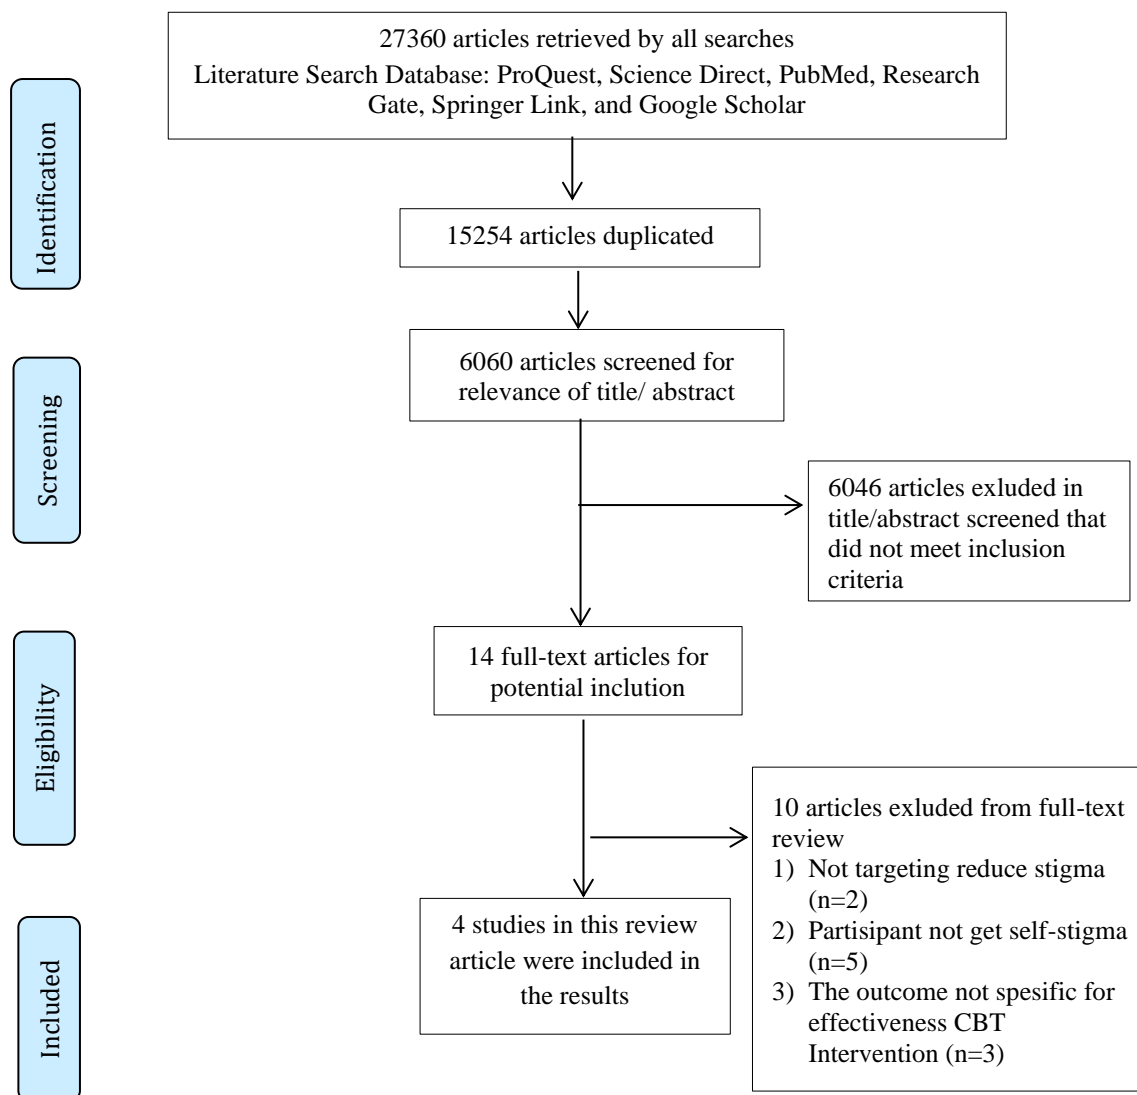 27360 articles retrieved by all searches
Literature Search Database: ProQuest, Science Direct, PubMed, Research
Gate, Springer Link, and Google Scholar
Identification
15254 articles duplicated
6060 articles screened for
relevance of title/ abstract
Screening
6046 articles exluded in
title/abstract screened that
did not meet inclusion
criteria
14 full-text articles for
potential inclution
Eligibility
10 articles exluded from full-text
review
1) Not targeting reduce stigma
(n=2)
2) Partisipant not get self-stigma
(n=5)
3) The outcome not spesific for
effectiveness CBT
Intervention (n=3)
4 studies in this review
article were included in
the results
Included